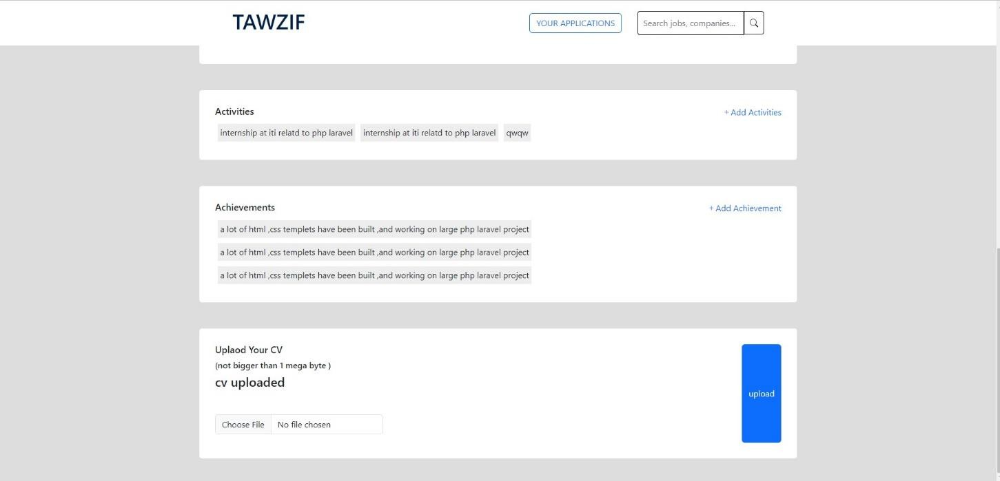 TAWZIF
YOUR APPLICATIONS
Search jobs, companies...
Activities
+ Add Activities
internship at iti relatd to php laravel internship at iti relatd to php laravel qwqw
Achievements
+ Add Achievement
a lot of html ,css templets have been built ,and working on large php laravel project
a lot of html ,css templets have been built ,and working on large php laravel project
a lot of html ,css templets have been built ,and working on large php laravel project
Uplaod Your CV
(not bigger than 1 mega byte )
cv uploaded
upload
Choose File No file chosen